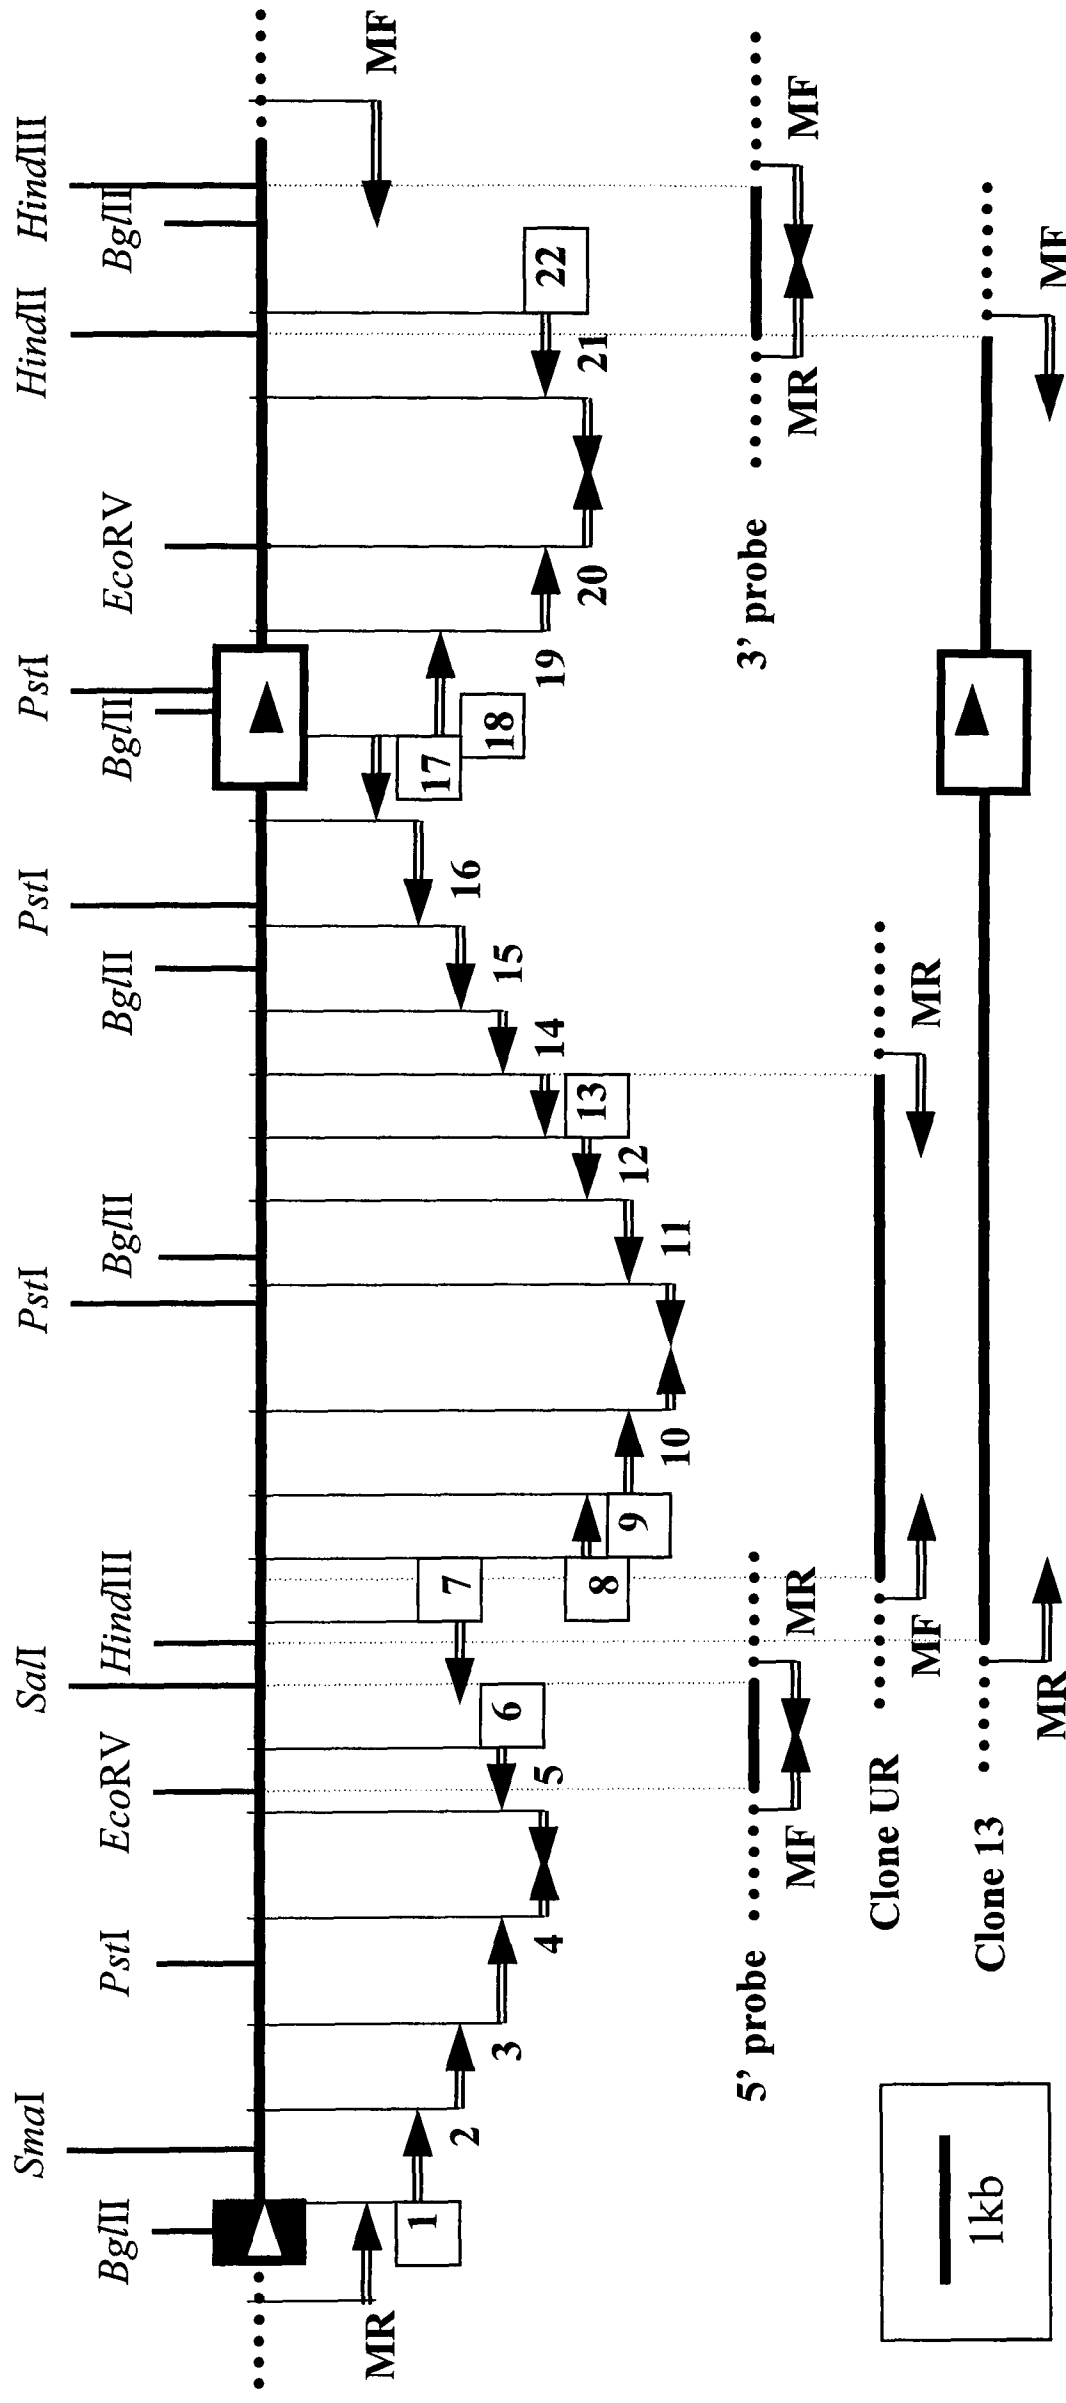 BglII
SmaI
PstI
EcoRV
SalI
HindIII
PstI
BglII
BglII
PstI
BglII
PstI
EcoRV
HindII
BglII
HindIII
MR
1
2
3
4
5
6
7
8
9
10
11
12
13
14
15
16
17
18
19
20
21
22
MF
5' probe
MF
MR
3' probe
MR
MF
Clone UR
MF
MR
Clone 13
MR
MF
1kb